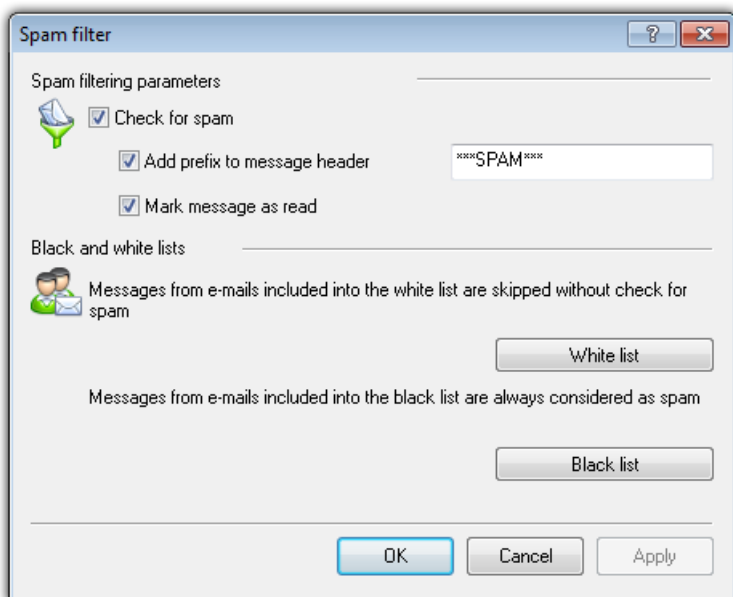 Spam filter
Spam filtering parameters
Check for spam
Add prefix to message header
***SPAM***
Mark message as read
Black and white lists
Messages from e-mails included into the white list are skipped without check for
spam
White list
Messages from e-mails included into the black list are always considered as spam
Black list
OK
Cancel
Apply